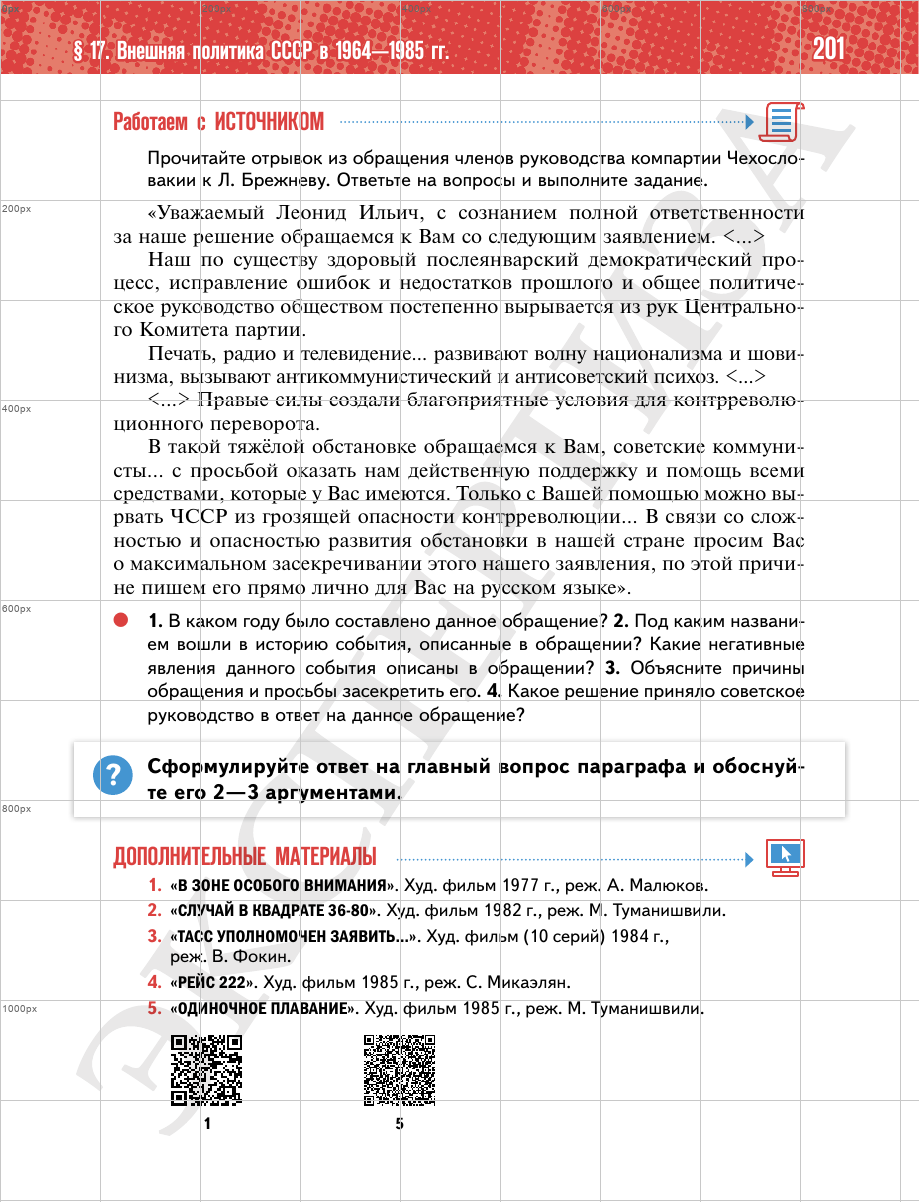 § 17. Внешняя политика СССР в 1964—1985 гг.
201
Работаем с ИСТОЧНИКОМ
Прочитайте отрывок из обращения членов руководства компартии Чехосло-
вакии к Л. Брежневу. Ответьте на вопросы и выполните задание.
«Уважаемый Леонид Ильич, с сознанием полной ответственности
за наше решение обращаемся к Вам со следующим заявлением. <...>
Наш по существу здоровый послеянварский демократический про-
цесс, исправление ошибок и недостатков прошлого и общее политиче-
ское руководство обществом постепенно вырывается из рук Центрально-
го Комитета партии.
Печать, радио и телевидение... развивают волну национализма и шови-
низма, вызывают антикоммунистический и антисоветский психоз. <...>
<...> Правые силы создали благоприятные условия для контрреволю-
ционного переворота.
В такой тяжёлой обстановке обращаемся к Вам, советские коммуни-
сты... с просьбой оказать нам действенную поддержку и помощь всеми
средствами, которые у Вас имеются. Только с Вашей помощью можно вы-
рвать ЧССР из грозящей опасности контрреволюции... В связи со слож-
ностью и опасностью развития обстановки в нашей стране просим Вас
о максимальном засекречивании этого нашего заявления, по этой причи-
не пишем его прямо лично для Вас на русском языке».
1. В каком году было составлено данное обращение? 2. Под каким названи-
ем вошли в историю события, описанные в обращении? Какие негативные
явления данного события описаны в обращении? 3. Объясните причины
обращения и просьбы засекретить его. 4. Какое решение приняло советское
руководство в ответ на данное обращение?
? Сформулируйте ответ на главный вопрос параграфа и обоснуй-
те его 2—3 аргументами.
ДОПОЛНИТЕЛЬНЫЕ МАТЕРИАЛЫ
1. «В ЗОНЕ ОСОБОГО ВНИМАНИЯ». Худ. фильм 1977 г., реж. А. Малюков.
2. «СЛУЧАЙ В КВАДРАТЕ 36-80». Худ. фильм 1982 г., реж. М. Туманишвили.
3. «ТАСС УПОЛНОМОЧЕН ЗАЯВИТЬ...». Худ. фильм (10 серий) 1984 г.,
реж. В. Фокин.
4. «РЕЙС 222». Худ. фильм 1985 г., реж. С. Микаэлян.
5. «ОДИНОЧНОЕ ПЛАВАНИЕ». Худ. фильм 1985 г., реж. М. Туманишвили.
1
5
ЭКСПЕРТИЗА
200px
400px
600px
800px
1000px